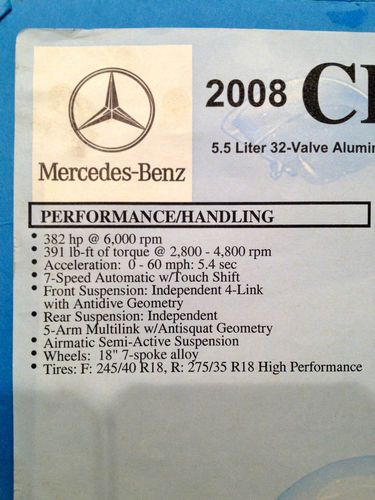 2008
5.5 Liter 32-Valve
Mercedes-Benz
PERFORMANCE/HANDLING
• 382 hp @ 6,000 rpm
• 391 lb-ft of torque @ 2,800 - 4,800 rpm
• Acceleration: 0 - 60 mph: 5.4 sec
• 7-Speed Automatic w/Touch Shift
• Front Suspension: Independent 4-Link
with Antidive Geometry
• Rear Suspension: Independent
5-Arm Multilink w/Antisquat Geometry
• Airmatic Semi-Active Suspension
• Wheels: 18" 7-spoke alloy
• Tires: F: 245/40 R18, R: 275/35 R18 High Performance